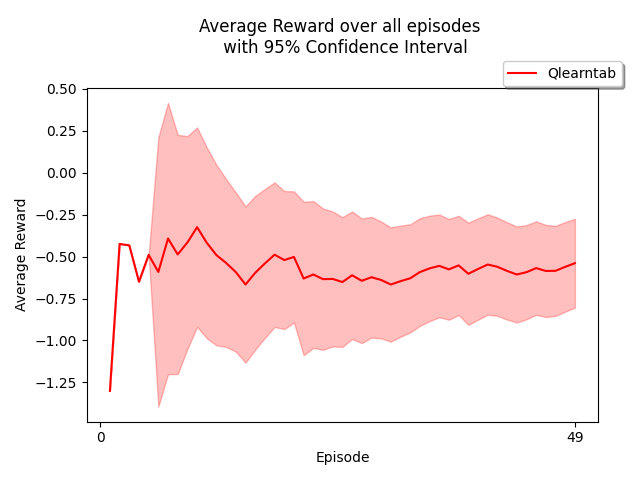 Average Reward over all episodes
with 95% Confidence Interval
Qlearntab
0.50
0.25
0.00
−0.25
−0.50
−0.75
−1.00
−1.25
Average Reward
0
49
Episode